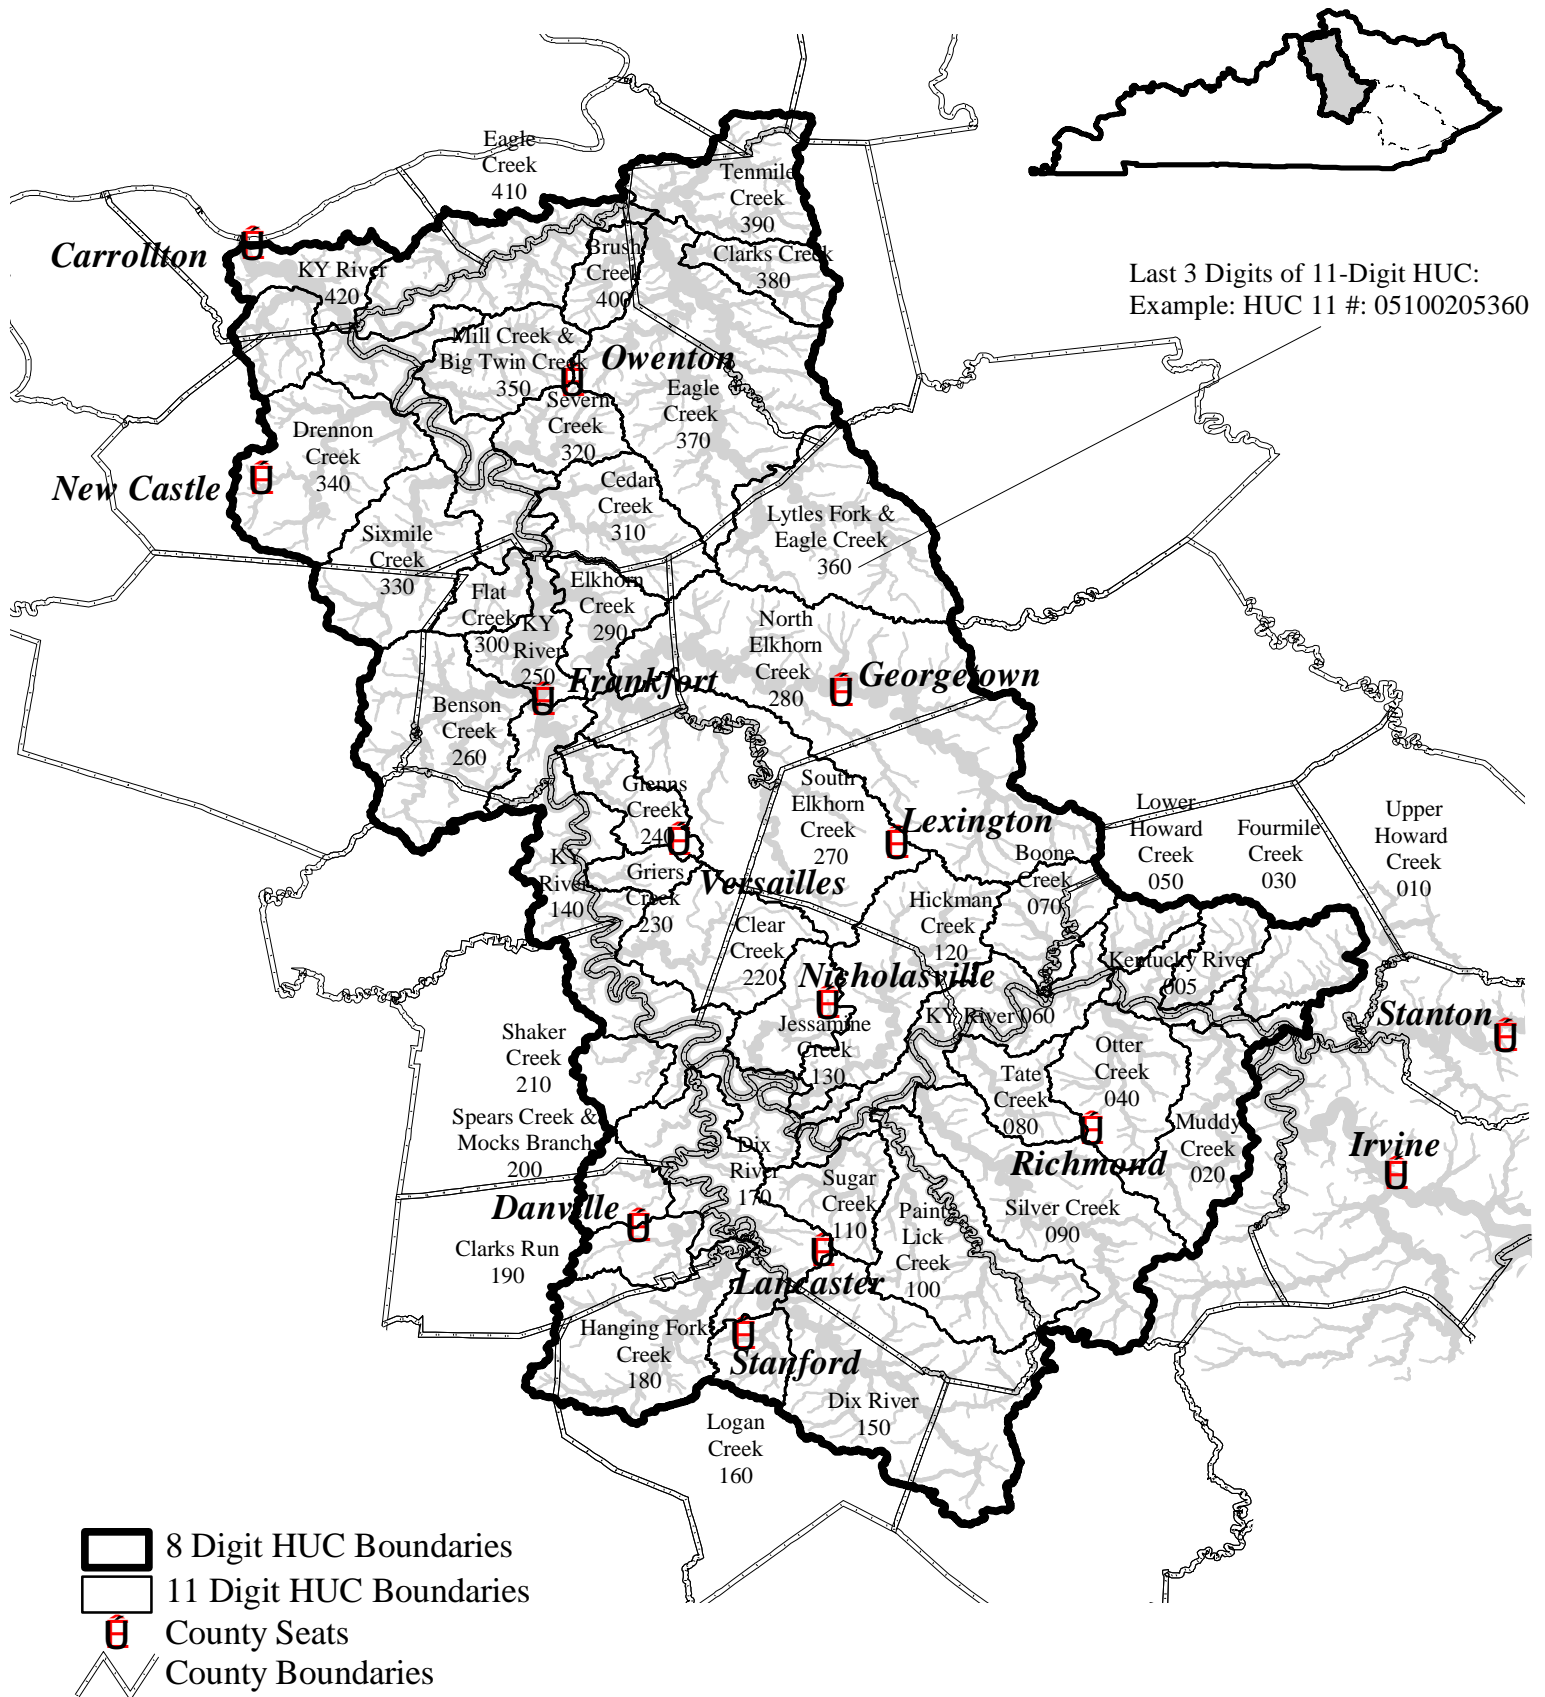 Eagle
Creek
410
Tenmile
Creek
390
Carrollton
KY River
420
Brush
Creek
400
Clarks Creek
380
Last 3 Digits of 11-Digit HUC:
Example: HUC 11 #: 05100205360
Mill Creek &
Big Twin Creek
350
Owenton
Severn
Creek
320
Eagle
Creek
370
Drennon
Creek
340
New Castle
Cedar
Creek
310
Lytles Fork &
Eagle Creek
360
Sixmile
Creek
330
Flat
Creek
300
Elkhorn
Creek
290
KY
River
250
North
Elkhorn
Creek
280
Frankfort
Georgetown
Benson
Creek
260
Glenns
Creek
240
South
Elkhorn
Creek
270
Lexington
Lower
Howard
Creek
050
Fourmile
Creek
030
Upper
Howard
Creek
010
KY
River
140
Griers
Creek
230
Versailles
Boone
Creek
070
Hickman
Creek
120
Clear
Creek
220
Nicholasville
Kentucky River
005
KY River 060
Stanton
Jessamine
Creek
130
Shaker
Creek
210
Otter
Creek
040
Tate
Creek
080
Spears Creek &
Mocks Branch
200
Muddy
Creek
020
Irvine
Dix
River
170
Richmond
Sugar
Creek
110
Danville
Paint
Lick
Creek
100
Silver Creek
090
Clarks Run
190
Lancaster
Hanging Fork
Creek
180
Stanford
Dix River
150
Logan
Creek
160
8 Digit HUC Boundaries
11 Digit HUC Boundaries
County Seats
County Boundaries